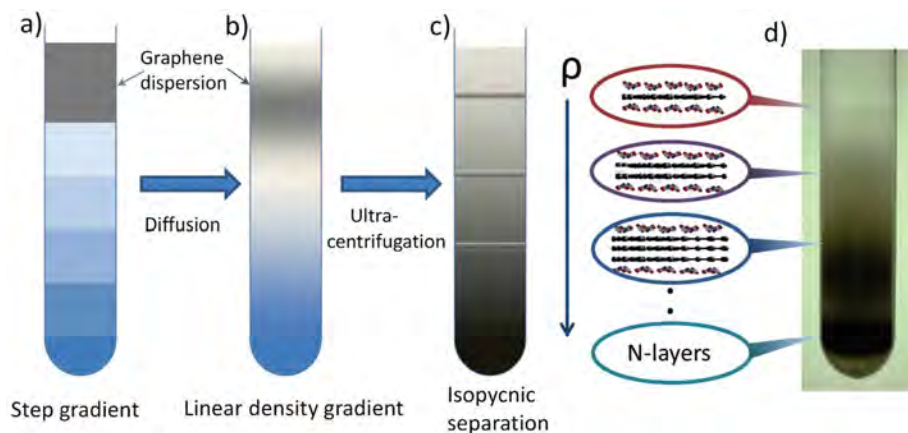 a)
Graphene
dispersion
Step gradient
Diffusion
b)
Linear density gradient
Ultra-
centrifugation
c)
Isopycnic
separation
ρ
N-layers
d)